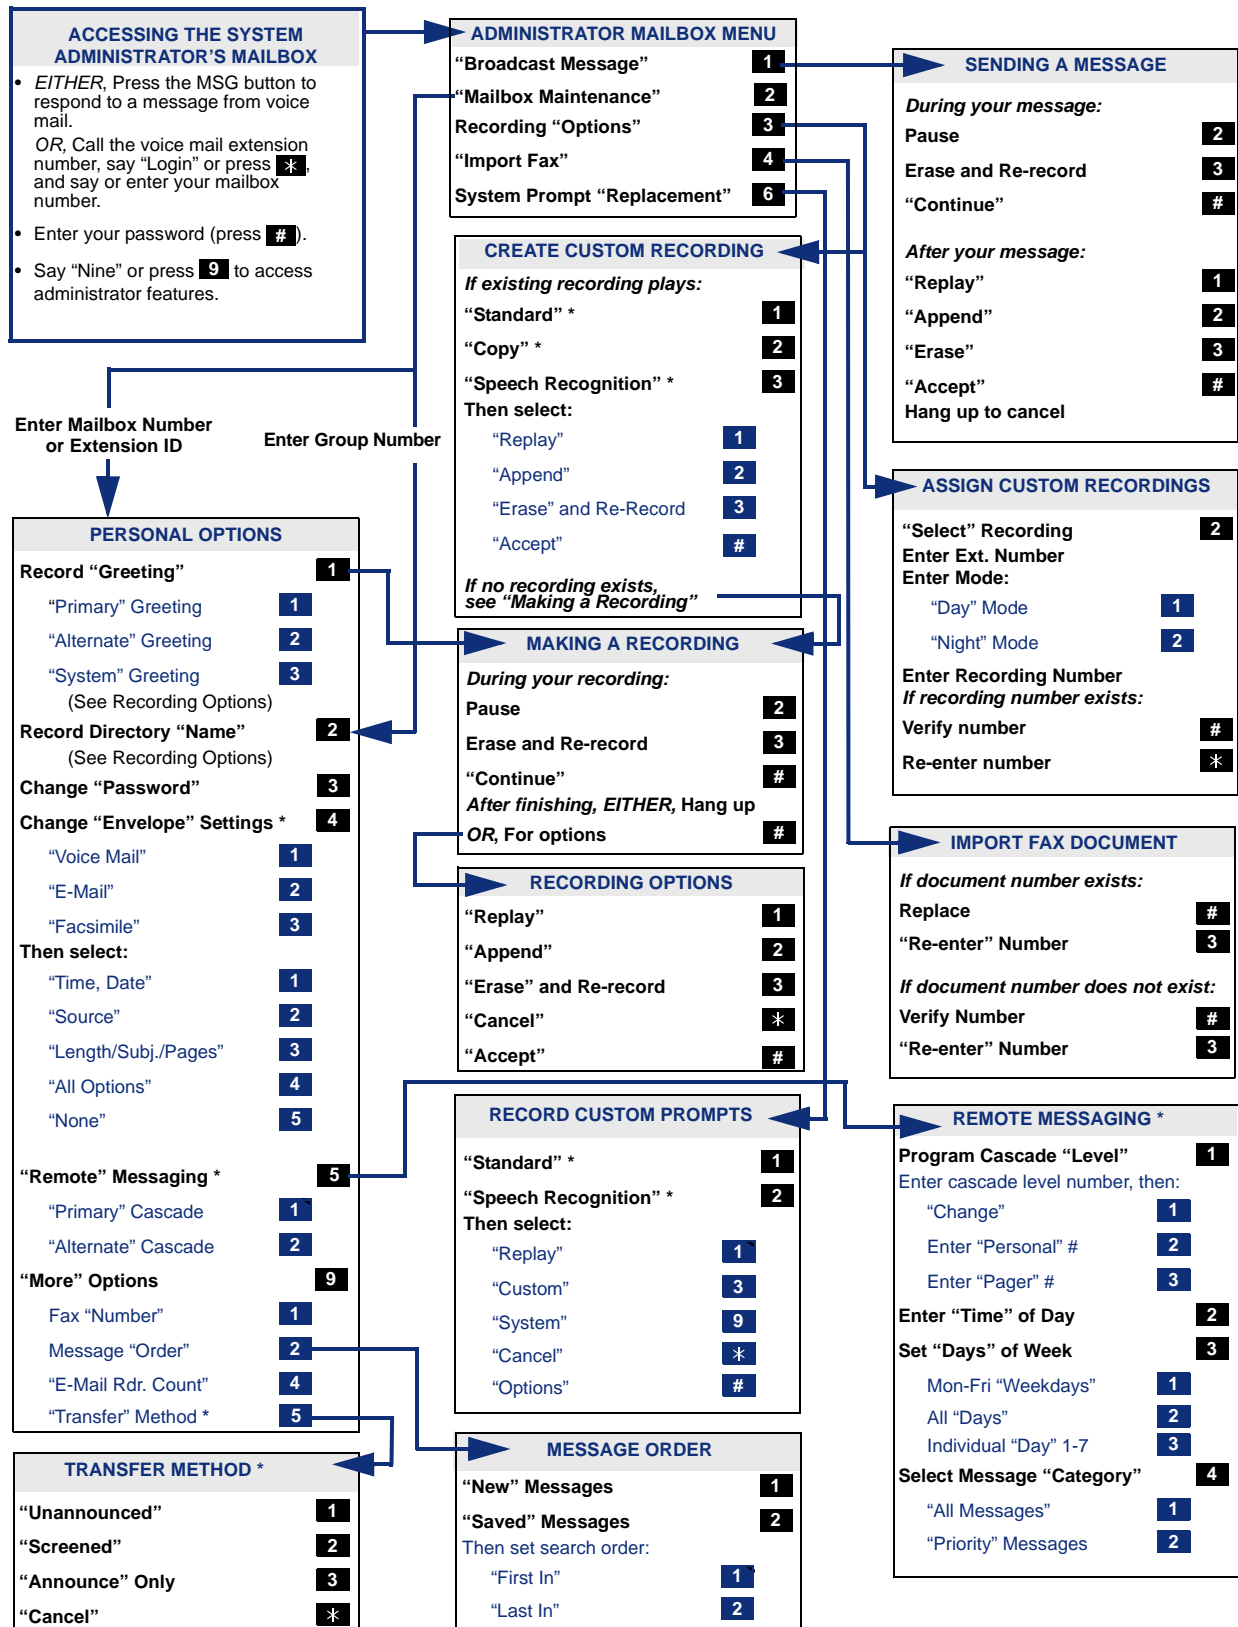 ACCESSING THE SYSTEM
ADMINISTRATOR'S MAILBOX
• EITHER, Press the MSG button to
respond to a message from voice
mail.
OR, Call the voice mail extension
number, say “Login” or press *,
and say or enter your mailbox
number.
• Enter your password (press #).
• Say “Nine” or press 9 to access
administrator features.
ADMINISTRATOR MAILBOX MENU
“Broadcast Message” 1
“Mailbox Maintenance” 2
Recording “Options” 3
“Import Fax” 4
System Prompt “Replacement” 6
SENDING A MESSAGE
During your message:
Pause 2
Erase and Re-record 3
“Continue” #
After your message:
“Replay” 1
“Append” 2
“Erase” 3
“Accept” #
Hang up to cancel
CREATE CUSTOM RECORDING
If existing recording plays:
“Standard” * 1
“Copy” * 2
“Speech Recognition” * 3
Then select:
“Replay” 1
“Append” 2
“Erase” and Re-Record 3
“Accept” #
If no recording exists,
see “Making a Recording”
Enter Mailbox Number
or Extension ID
Enter Group Number
PERSONAL OPTIONS
Record “Greeting” 1
“Primary” Greeting 1
“Alternate” Greeting 2
“System” Greeting 3
(See Recording Options)
Record Directory “Name” 2
(See Recording Options)
Change “Password” 3
Change “Envelope” Settings * 4
“Voice Mail” 1
“E-Mail” 2
“Facsimile” 3
Then select:
“Time, Date” 1
“Source” 2
“Length/Subj./Pages” 3
“All Options” 4
“None” 5
“Remote” Messaging * 5
“Primary” Cascade 1
“Alternate” Cascade 2
“More” Options 9
Fax “Number” 1
Message “Order” 2
“E-Mail Rdr. Count” 4
“Transfer” Method * 5
MAKING A RECORDING
During your recording:
Pause 2
Erase and Re-record 3
“Continue” #
After finishing, EITHER, Hang up
OR, For options #
RECORDING OPTIONS
“Replay” 1
“Append” 2
“Erase” and Re-record 3
“Cancel” *
“Accept” #
ASSIGN CUSTOM RECORDINGS
“Select” Recording 2
Enter Ext. Number
Enter Mode:
“Day” Mode 1
“Night” Mode 2
Enter Recording Number
If recording number exists:
Verify number #
Re-enter number *
IMPORT FAX DOCUMENT
If document number exists:
Replace #
“Re-enter” Number 3
If document number does not exist:
Verify Number #
“Re-enter” Number 3
RECORD CUSTOM PROMPTS
“Standard” * 1
“Speech Recognition” * 2
Then select:
“Replay” 1
“Custom” 3
“System” 9
“Cancel” *
“Options” #
REMOTE MESSAGING *
Program Cascade “Level” 1
Enter cascade level number, then:
“Change” 1
Enter “Personal” # 2
Enter “Pager” # 3
Enter “Time” of Day 2
Set “Days” of Week 3
Mon-Fri “Weekdays” 1
All “Days” 2
Individual “Day” 1-7 3
Select Message “Category” 4
“All Messages” 1
“Priority” Messages 2
TRANSFER METHOD *
“Unannounced” 1
“Screened” 2
“Announce” Only 3
“Cancel” *
MESSAGE ORDER
“New” Messages 1
“Saved” Messages 2
Then set search order:
“First In” 1
“Last In” 2